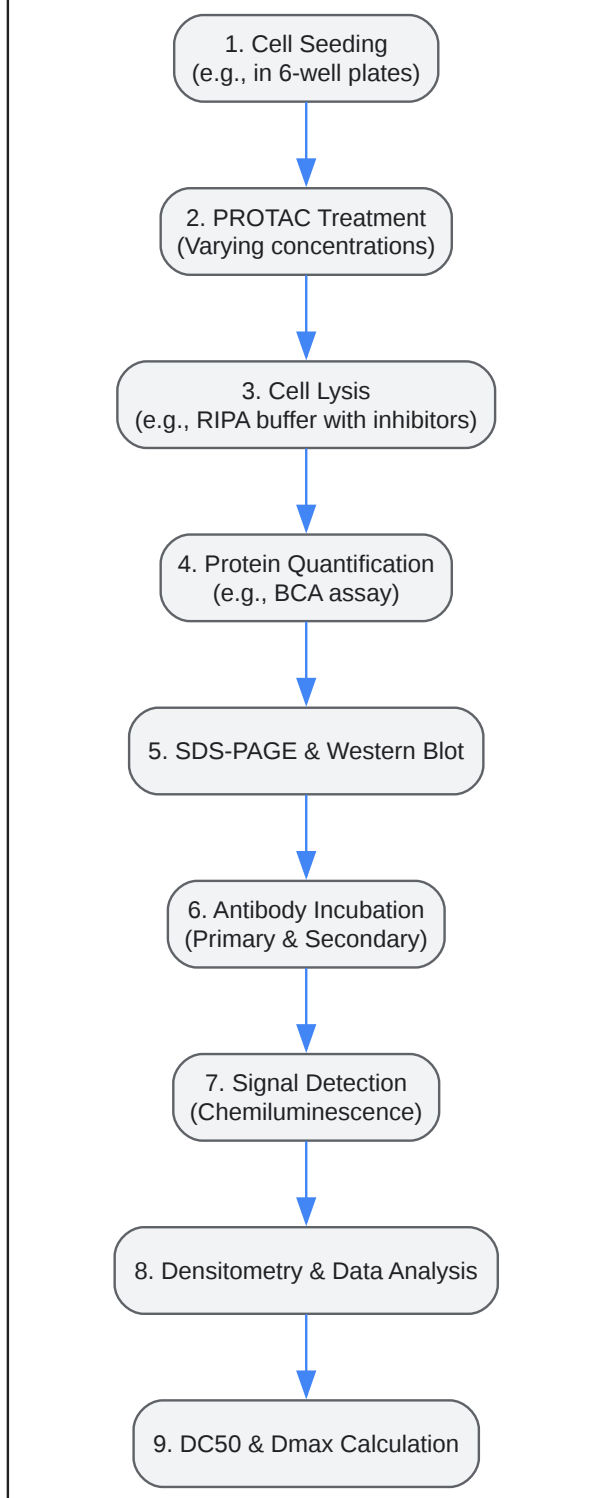 1. Cell Seeding
(e.g., in 6-well plates)
2. PROTAC Treatment
(Varying concentrations)
3. Cell Lysis
(e.g., RIPA buffer with inhibitors)
4. Protein Quantification
(e.g., BCA assay)
5. SDS-PAGE & Western Blot
6. Antibody Incubation
(Primary & Secondary)
7. Signal Detection
(Chemiluminescence)
8. Densitometry & Data Analysis
9. DC50 & Dmax Calculation